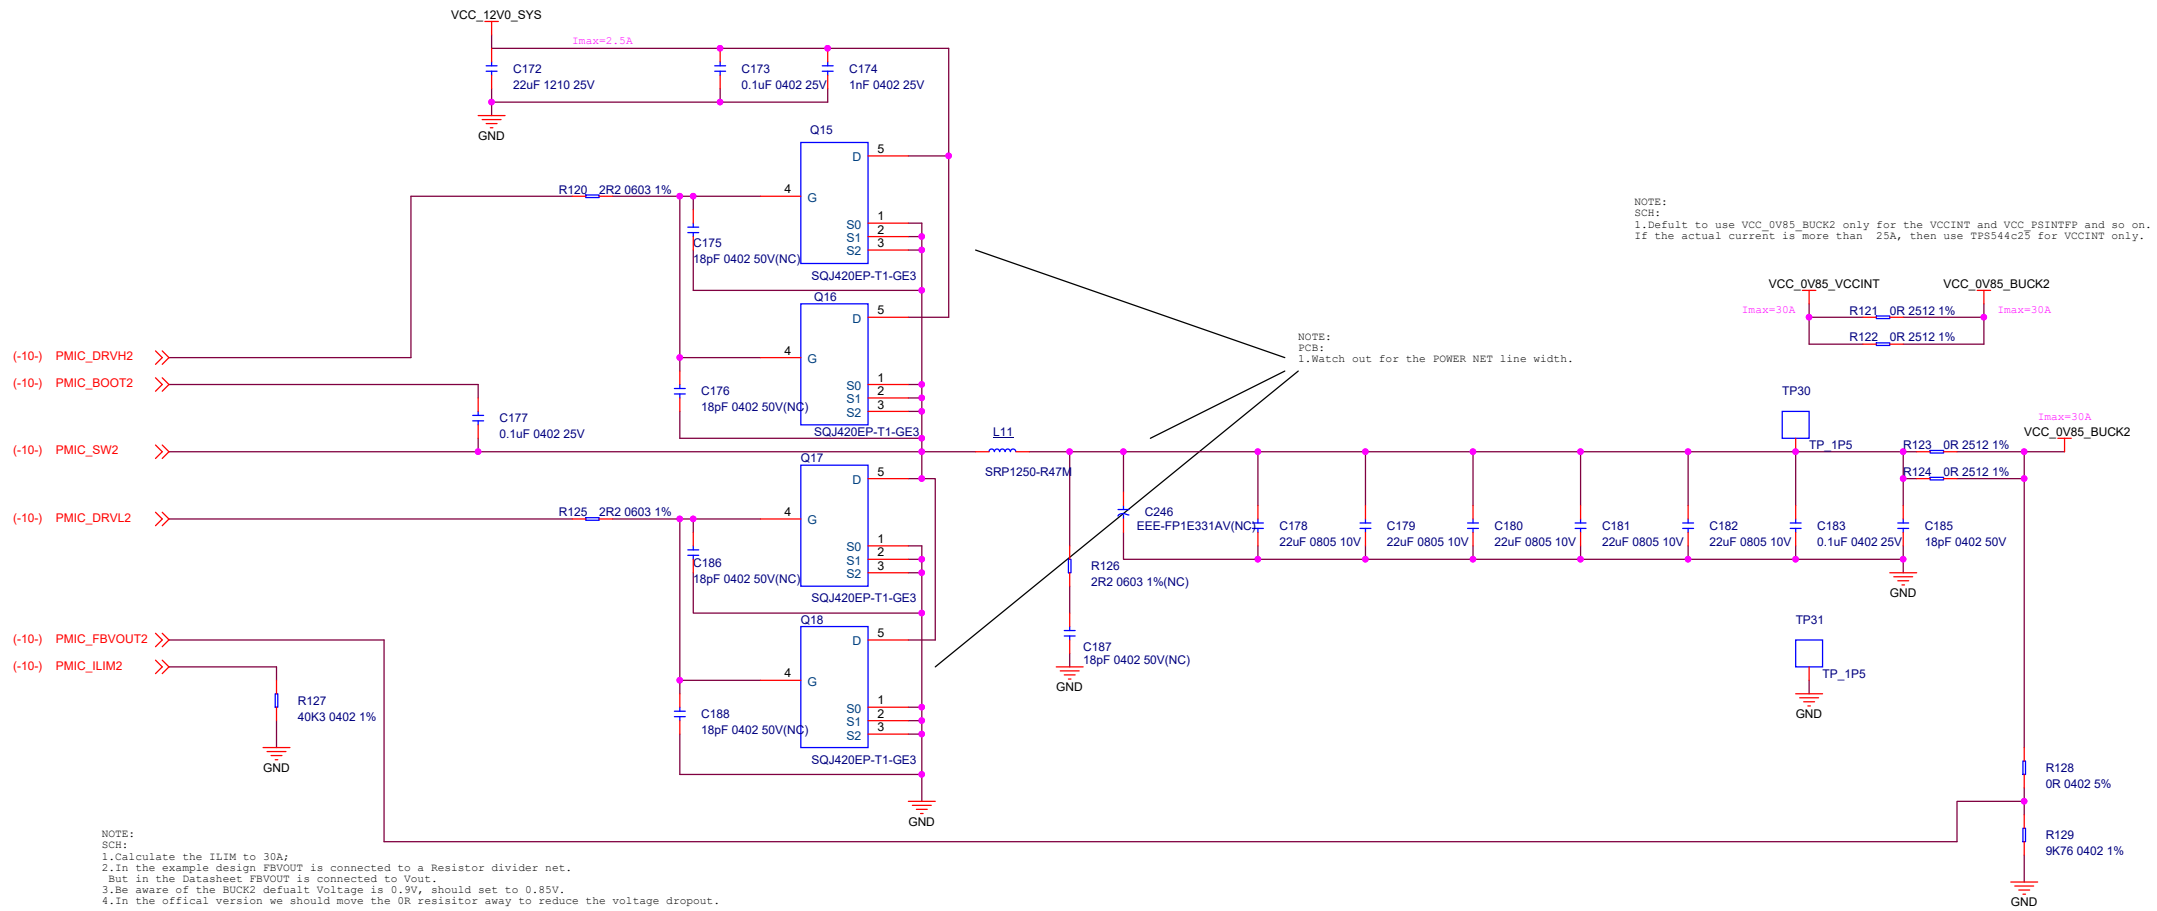 VCC_12V0_SYS
Imax=2.5A
C172
22uF 1210 25V
C173
0.1uF 0402 25V
C174
1nF 0402 25V
GND
Q15
5
D
R120 2R2 0603 1%
4
G
1
S0
2
S1
3
S2
C175
18pF 0402 50V(NC)
SQJ420EP-T1-GE3
NOTE:
SCH:
1.Defult to use VCC_0V85_BUCK2 only for the VCCINT and VCC_PSINTFP and so on.
If the actual current is more than  25A, then use TPS544c25 for VCCINT only.
VCC_0V85_VCCINT
VCC_0V85_BUCK2
Imax=30A
R121 0R 2512 1%
Imax=30A
R122 0R 2512 1%
Q16
5
D
4
G
1
S0
2
S1
3
S2
C176
18pF 0402 50V(NC)
SQJ420EP-T1-GE3
NOTE:
PCB:
1.Watch out for the POWER NET line width.
(-10-) PMIC_DRVH2
(-10-) PMIC_BOOT2
C177
0.1uF 0402 25V
(-10-) PMIC_SW2
L11
SRP1250-R47M
TP30
TP_1P5
Imax=30A
VCC_0V85_BUCK2
R123 0R 2512 1%
R124 0R 2512 1%
Q17
5
D
(-10-) PMIC_DRVL2
R125 2R2 0603 1%
4
G
1
S0
2
S1
3
S2
C186
18pF 0402 50V(NC)
SQJ420EP-T1-GE3
C246
EEE-FP1E331AV(NC)
C178
22uF 0805 10V
C179
22uF 0805 10V
C180
22uF 0805 10V
C181
22uF 0805 10V
C182
22uF 0805 10V
C183
0.1uF 0402 25V
C185
18pF 0402 50V
GND
R126
2R2 0603 1%(NC)
C187
18pF 0402 50V(NC)
GND
Q18
5
D
4
G
1
S0
2
S1
3
S2
C188
18pF 0402 50V(NC)
SQJ420EP-T1-GE3
GND
TP31
TP_1P5
GND
(-10-) PMIC_FBVOUT2
(-10-) PMIC_ILIM2
R127
40K3 0402 1%
GND
R128
0R 0402 5%
R129
9K76 0402 1%
GND
NOTE:
SCH:
1.Calculate the ILIM to 30A;
2.In the example design FBVOUT is connected to a Resistor divider net.
But in the Datasheet FBVOUT is connected to Vout.
3.Be aware of the BUCK2 defualt Voltage is 0.9V, should set to 0.85V.
4.In the offical version we should move the 0R resisitor away to reduce the voltage dropout.